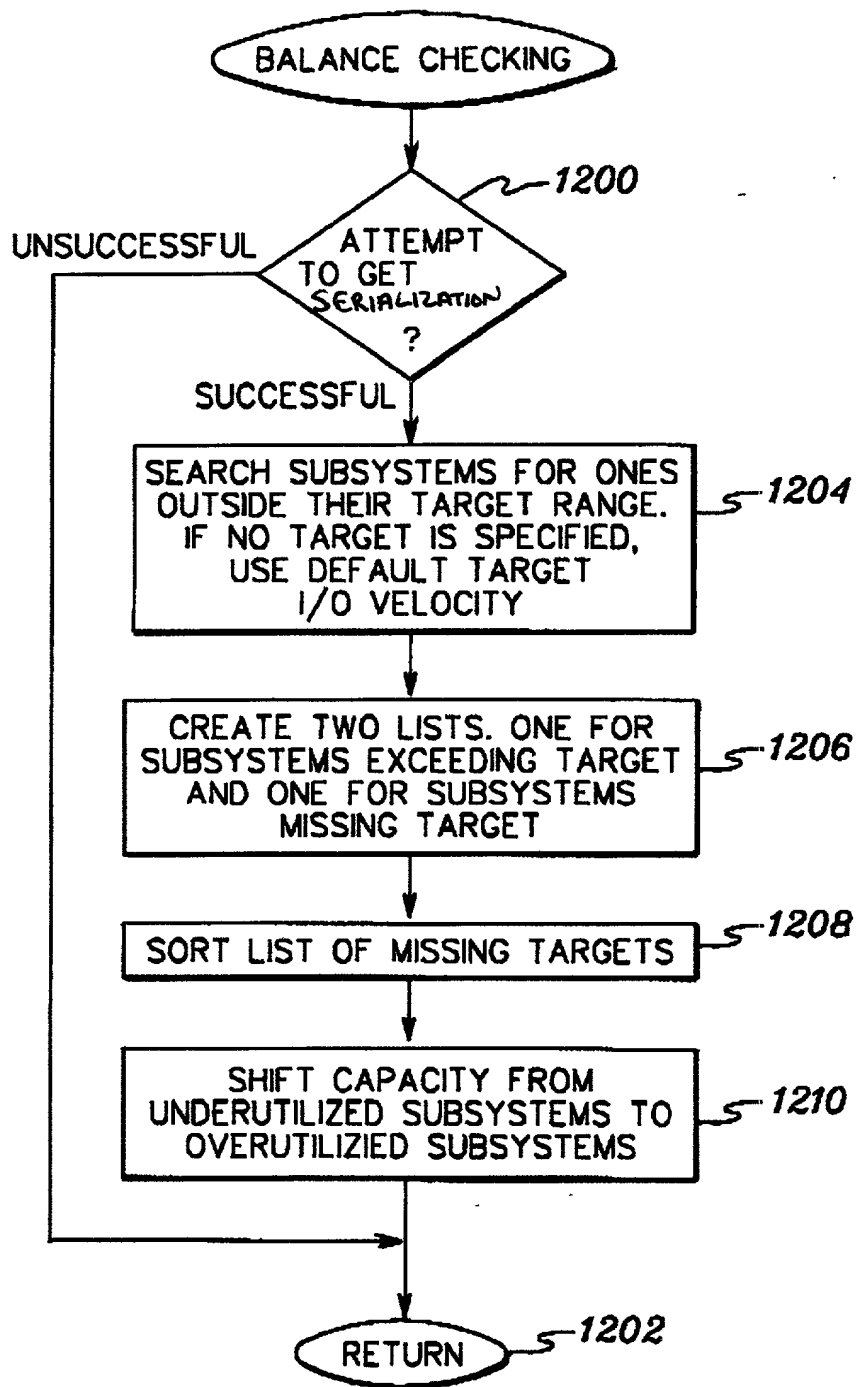 BALANCE CHECKING
1200
UNSUCCESSFUL
ATTEMPT
TO GET
SERIALIZATION
?
SUCCESSFUL
SEARCH SUBSYSTEMS FOR ONES
OUTSIDE THEIR TARGET RANGE.
IF NO TARGET IS SPECIFIED,
USE DEFAULT TARGET
I/O VELOCITY
1204
CREATE TWO LISTS. ONE FOR
SUBSYSTEMS EXCEEDING TARGET
AND ONE FOR SUBSYSTEMS
MISSING TARGET
1206
SORT LIST OF MISSING TARGETS
1208
SHIFT CAPACITY FROM
UNDERUTILIZED SUBSYSTEMS TO
OVERUTILIZIED SUBSYSTEMS
1210
RETURN
1202